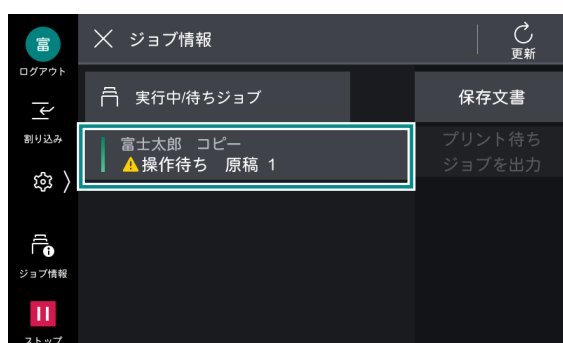 富
ログアウト
割り込み
ジョブ情報
ストップ
ジョブ情報
更新
実行中/待ちジョブ
富士太郎 コピー
操作待ち 原稿 1
保存文書
プリント待ち
ジョブを出力